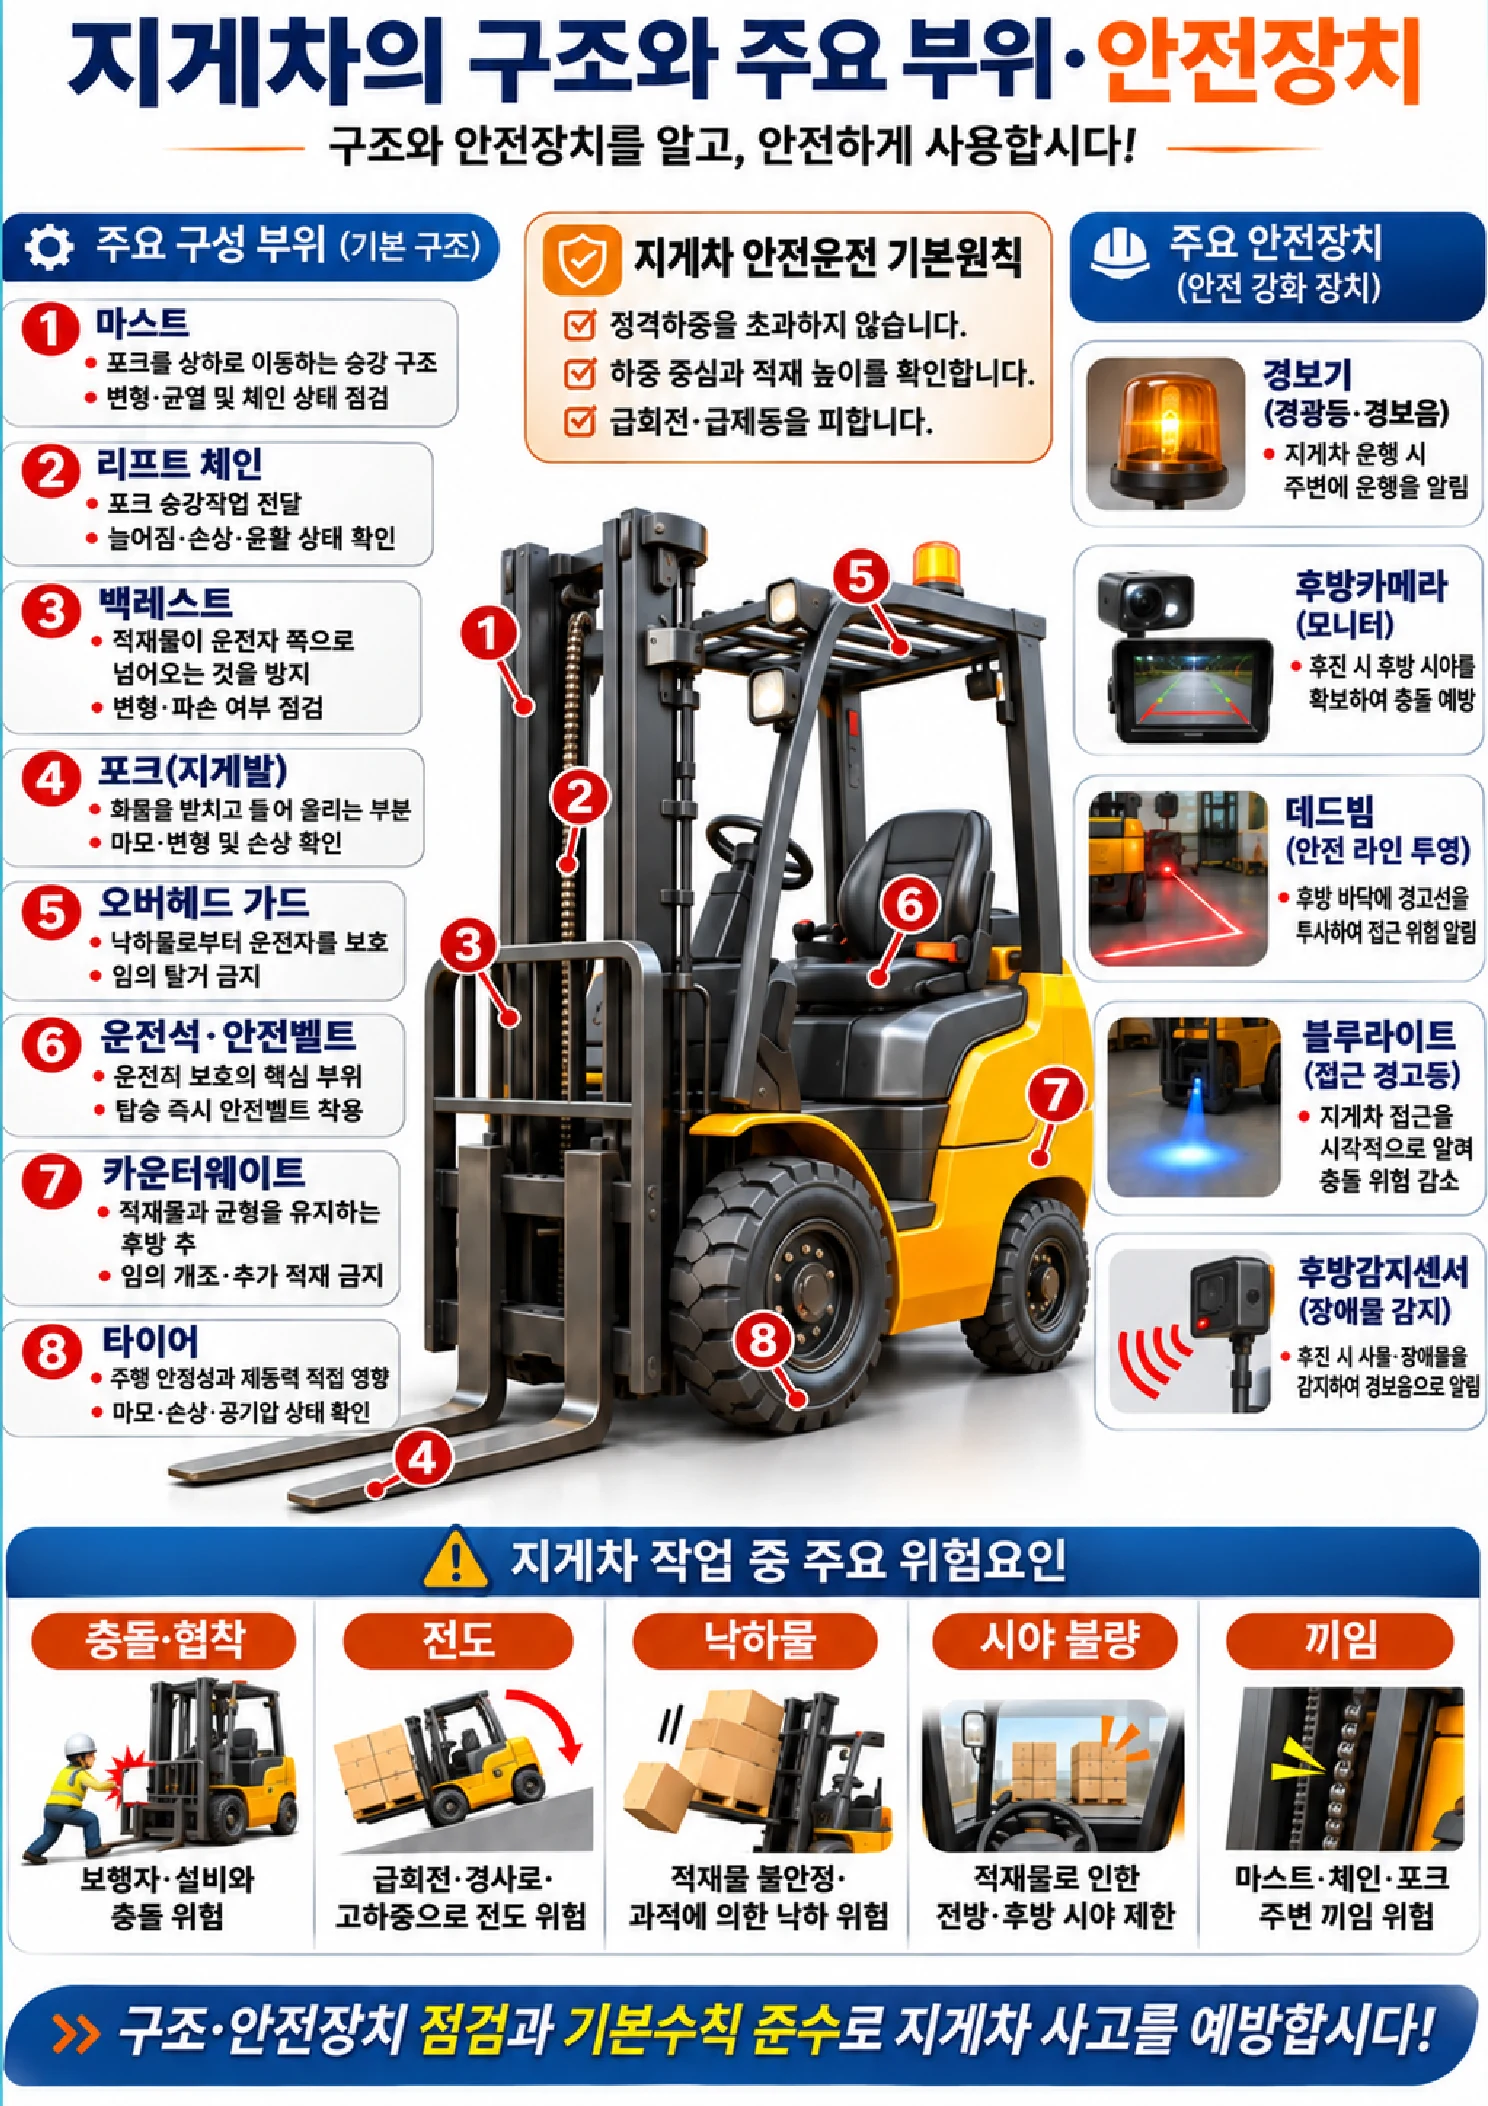 지게차의 구조와 주요 부위·안전장치
구조와 안전장치를 알고, 안전하게 사용합시다!
주요 구성 부위 (기본 구조)
1 마스트
• 포크를 상하로 이동하는 승강 구조
• 변형·균열 및 체인 상태 점검
2 리프트 체인
• 포크 승강작업 전달
• 늘어짐·손상·윤활 상태 확인
3 백레스트
• 적재물이 운전자 쪽으로
넘어오는 것을 방지
• 변형·파손 여부 점검
4 포크(지게발)
• 화물을 받치고 들어 올리는 부분
• 마모·변형 및 손상 확인
5 오버헤드 가드
• 낙하물로부터 운전자를 보호
• 임의 탈거 금지
6 운전석·안전벨트
• 운전최 보호의 핵심 부위
• 탑승 즉시 안전벨트 착용
7 카운터웨이트
• 적재물과 균형을 유지하는
후방 추
• 임의 개조·추가 적재 금지
8 타이어
• 주행 안정성과 제동력 적접 영향
• 마모·손상·공기압 상태 확인
지게차 안전운전 기본원칙
정격하중을 초과하지 않습니다.
하중 중심과 적재 높이를 확인합니다.
급회전·급제동을 피합니다.
1
2
3
4
5
6
7
8
주요 안전장치
(안전 강화 장치)
경보기
(경광등·경보음)
• 지게차 운행 시
주변에 운행을 알림
후방카메라
(모니터)
• 후진 시 후방 시야를
확보하여 충돌 예방
데드빔
(안전 라인 투영)
• 후방 바닥에 경고선을
투사하여 접근 위험 알림
블루라이트
(접근 경고등)
• 지게차 접근을
시각적으로 알려
충돌 위험 감소
후방감지센서
(장애물 감지)
• 후진 시 사물·장애물을
감지하여 경보음으로 알림
지게차 작업 중 주요 위험요인
충돌·협착
보행자·설비와
충돌 위험
전도
급회전·경사로·
고하중으로 전도 위험
낙하물
적재물 불안정·
과적에 의한 낙하 위험
시야 불량
적재물로 인한
전방·후방 시야 제한
끼임
마스트·체인·포크
주변 끼임 위험
구조·안전장치 점검과 기본수칙 준수로 지게차 사고를 예방합시다!